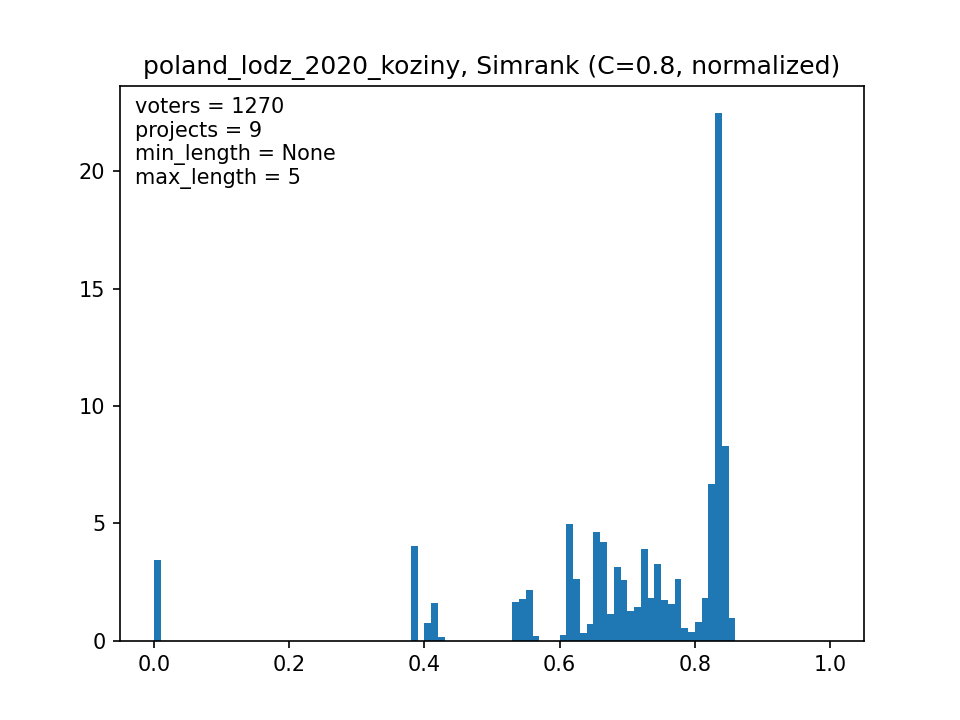 poland_lodz_2020_koziny, Simrank (C=0.8, normalized)
voters = 1270
projects = 9
min_length = None
max_length = 5
20
15
10
5
0
0.0 0.2 0.4 0.6 0.8 1.0